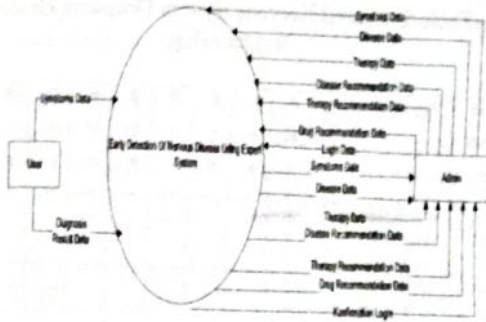 Symptoms Data
Disease Data
Therapy Data
Disease Recommendation Data
Therapy Recommendation Data
Drug Recommendation Data
Login Data
Symptoms Data
Disease Data
Therapy Data
Disease Recommendation Data
Therapy Recommendation Data
Drug Recommendation Data
Konfirmation Login
Symptoms Data
User
Diagnosis
Result Data
Early Detection Of Nervous Disease Using Expert
System
Admin